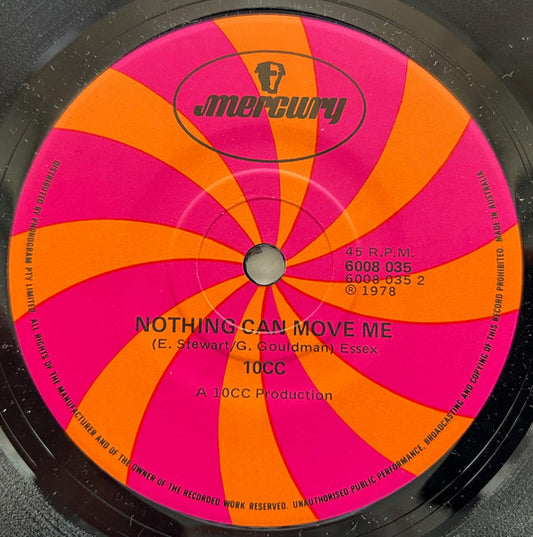 mercury
45 R.P.M.
6008 035
6008 035 2
℗ 1978
NOTHING CAN MOVE ME
(E. Stewart/G. Gouldman) Essex
10CC
A 10CC Production
DISTRIBUTED BY PHONOGRAM PTY. LIMITED. ALL RIGHTS OF THE MANUFACTURER AND OF THE OWNER OF THE RECORDED WORK RESERVED. UNAUTHORISED PUBLIC PERFORMANCE, BROADCASTING AND COPYING OF THIS RECORD PROHIBITED. MADE IN AUSTRALIA